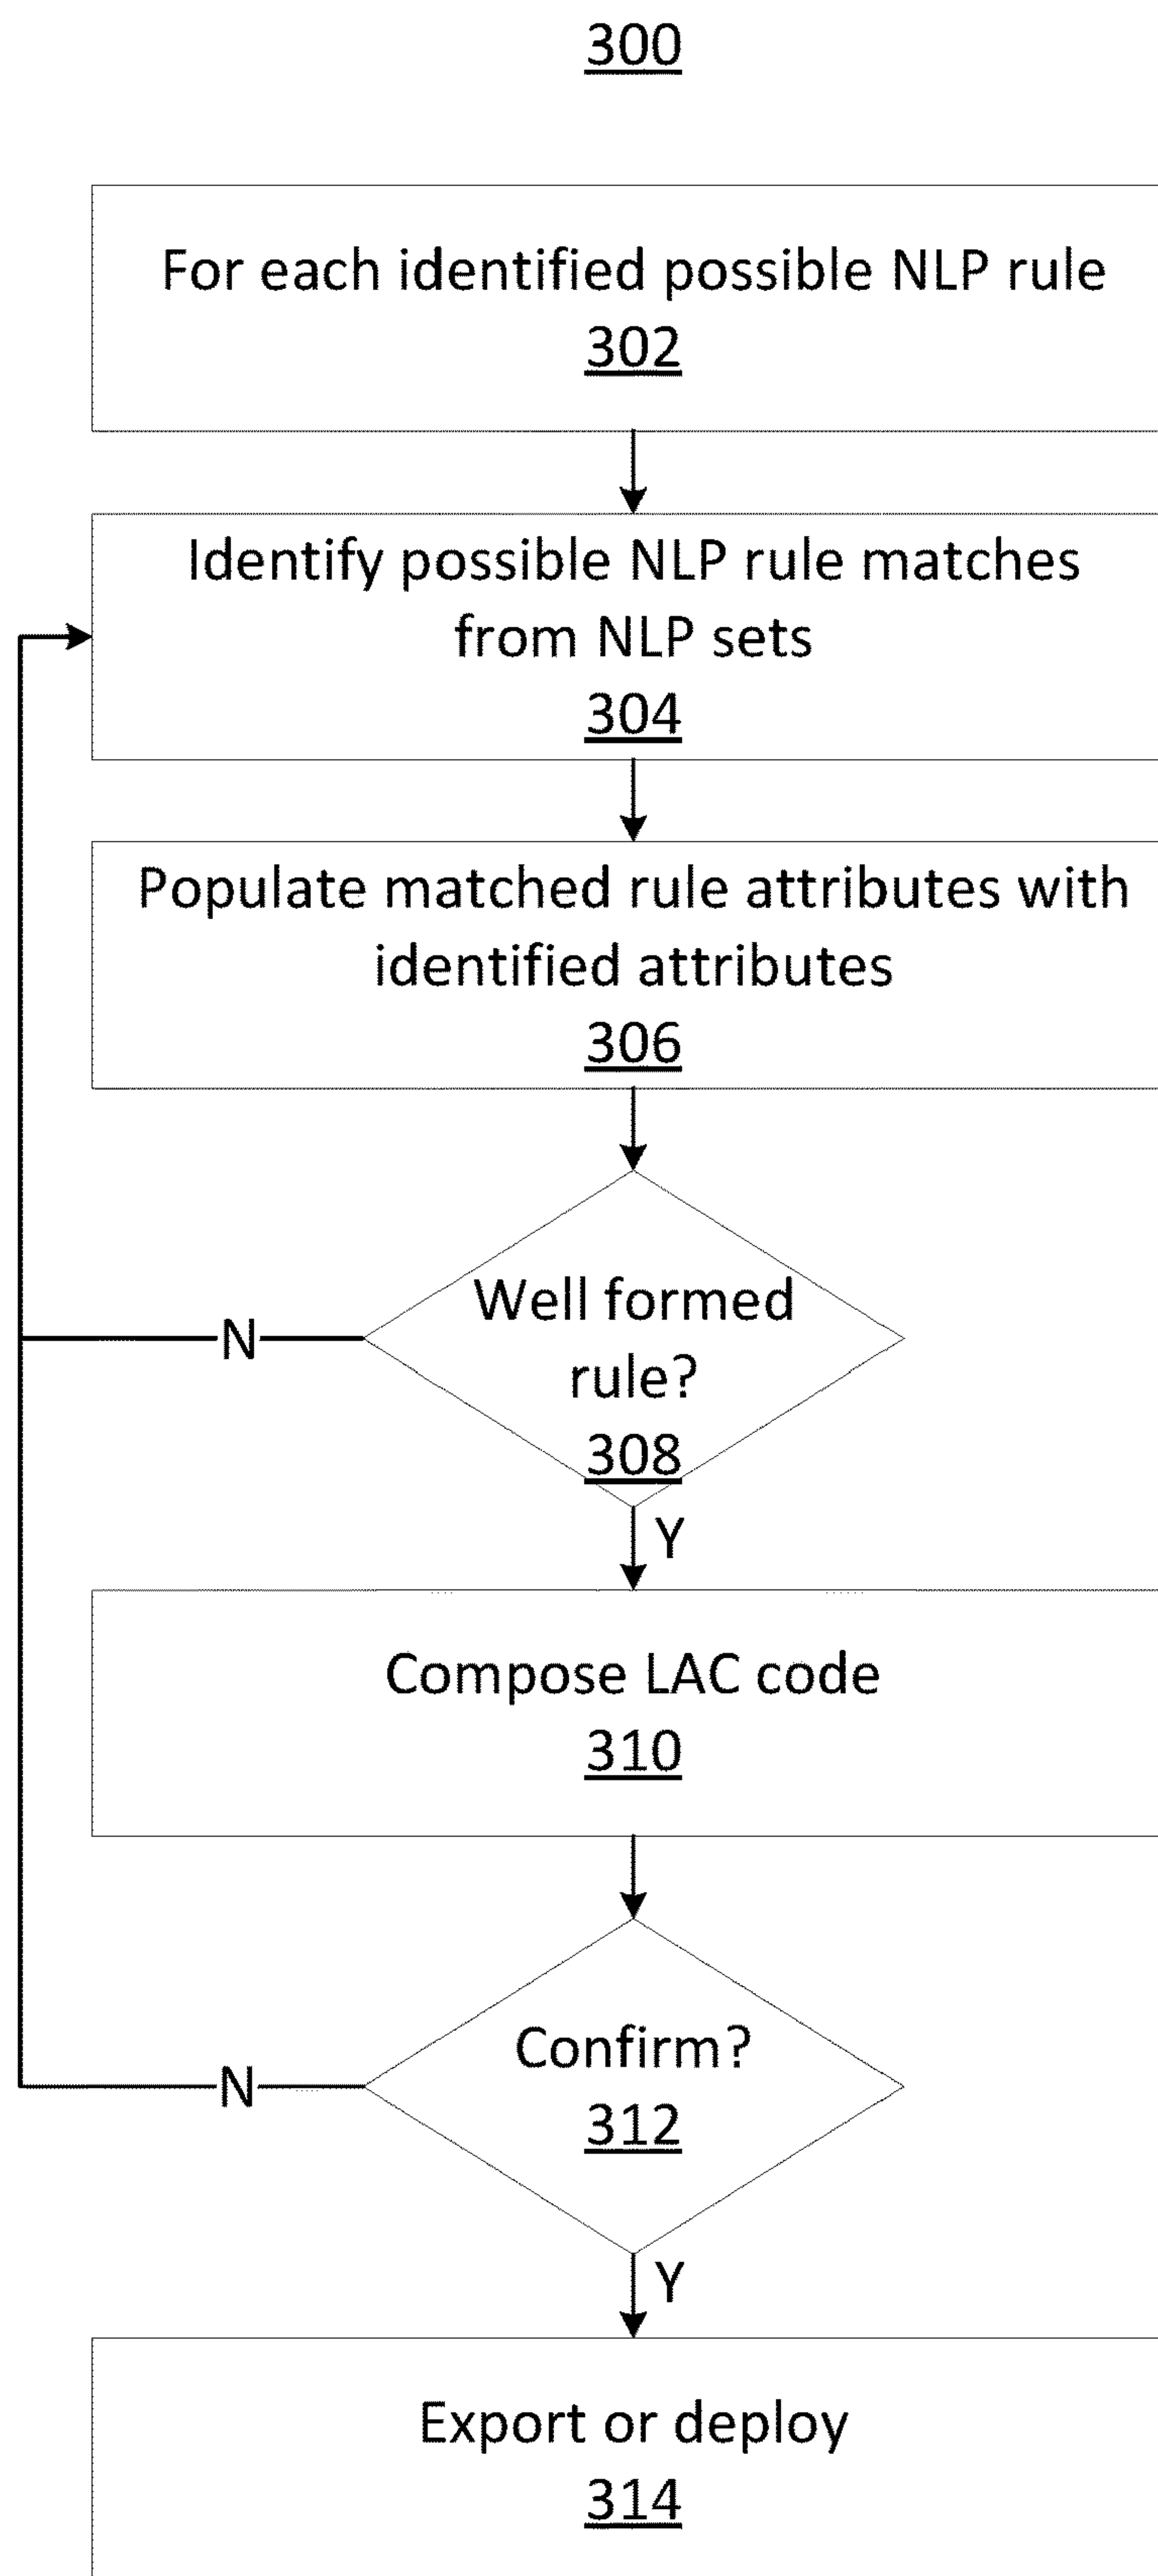 300
For each identified possible NLP rule
302
Identify possible NLP rule matches
from NLP sets
304
Populate matched rule attributes with
identified attributes
306
Well formed
rule?
308
N
Y
Compose LAC code
310
Confirm?
312
N
Y
Export or deploy
314